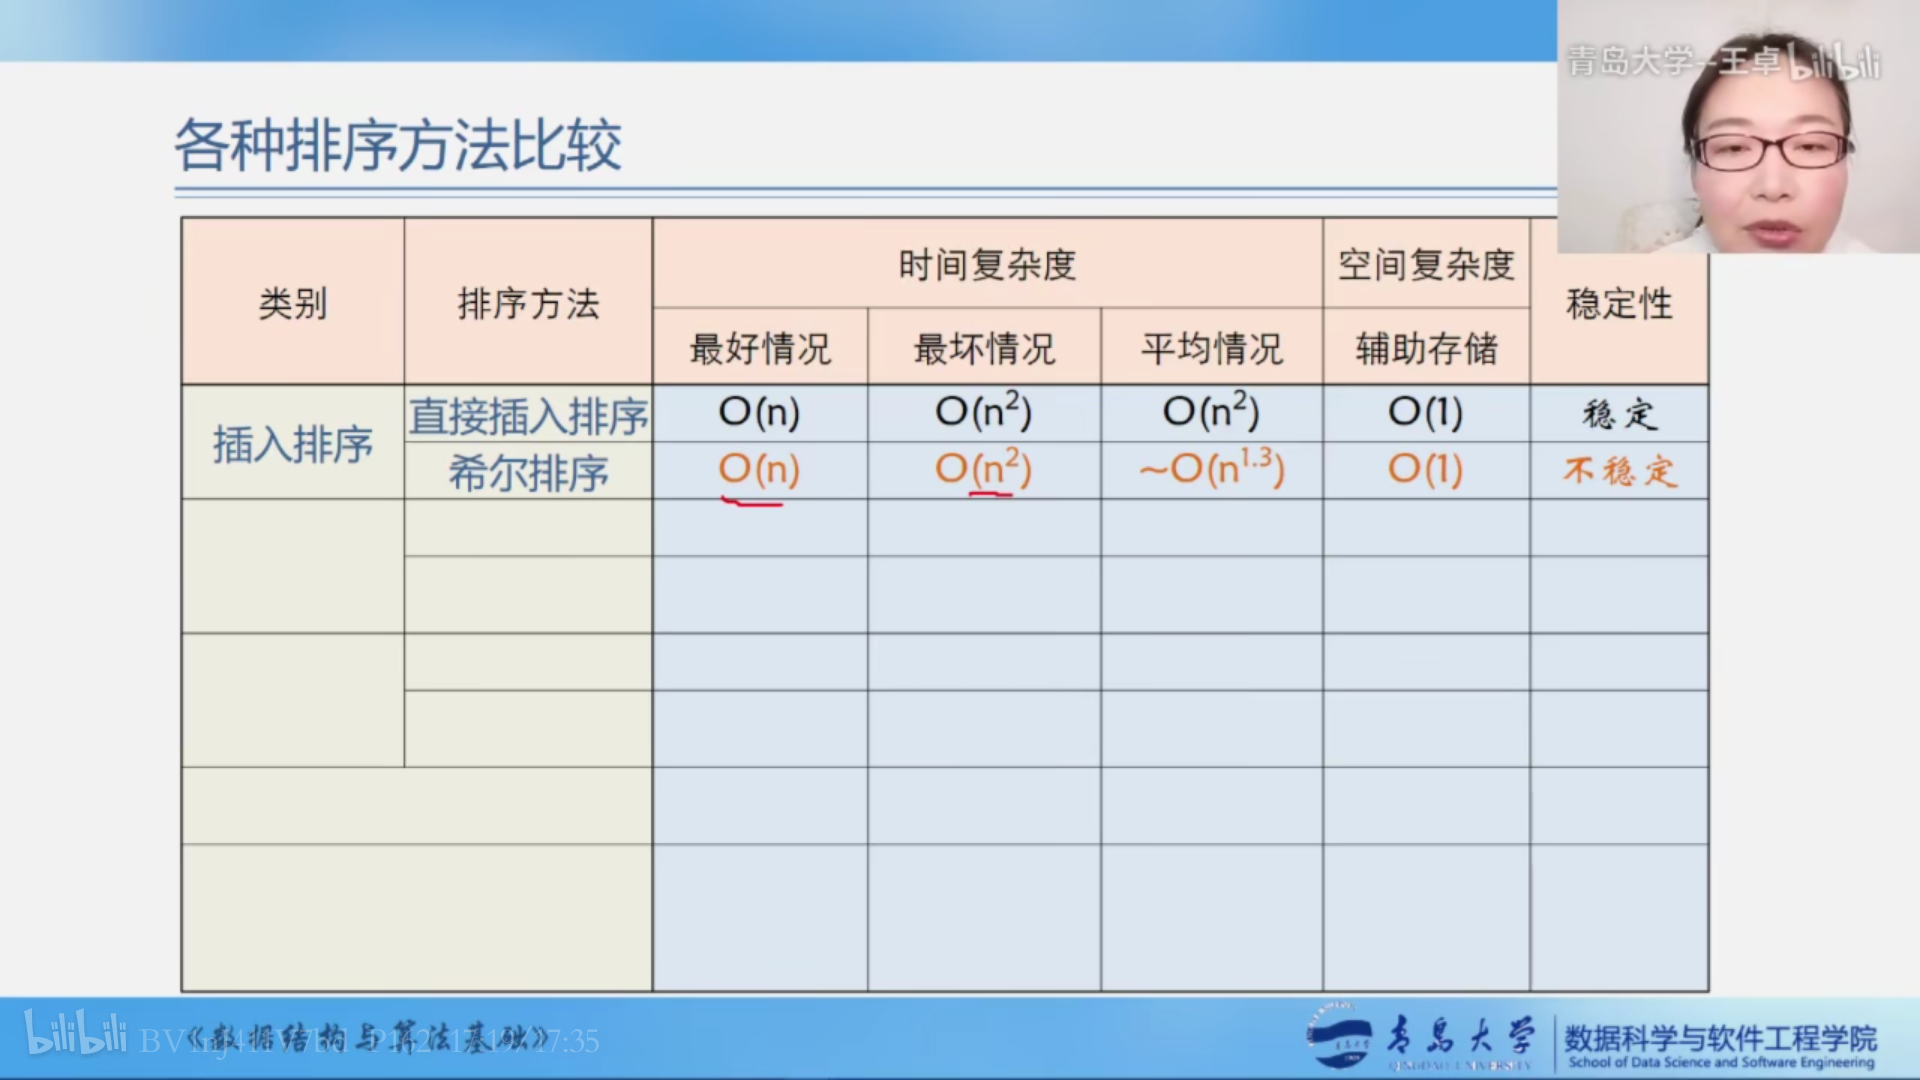 青岛大学--王卓 bilibili
各种排序方法比较
类别 排序方法 时间复杂度 空间复杂度 稳定性
最好情况 最坏情况 平均情况 辅助存储
插入排序
直接插入排序 O(n) O(n²) O(n²) O(1) 稳定
希尔排序 O(n) O(n²) ~O(n¹·³) O(1) 不稳定
bilibili
《数据结构与算法基础》
青岛大学
QINGDAO UNIVERSITY
数据科学与软件工程学院
School of Data Science and Software Engineering